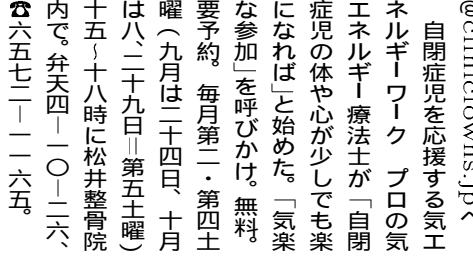 自閉症児を応援する気エ
ネルギーワーク　プロの気
エネルギー療法士が「自閉
症児の体や心が少しでも楽
になれば」と始めた。「気楽
な参加」を呼びかけ。無料。
要予約。毎月第二・第四土
曜（九月は二十四日、十月
は八、二十九日＝第五土曜）
十五～十八時に松井整骨院
内で。弁天四―一〇―二六、
☎六五七二―一一六五。